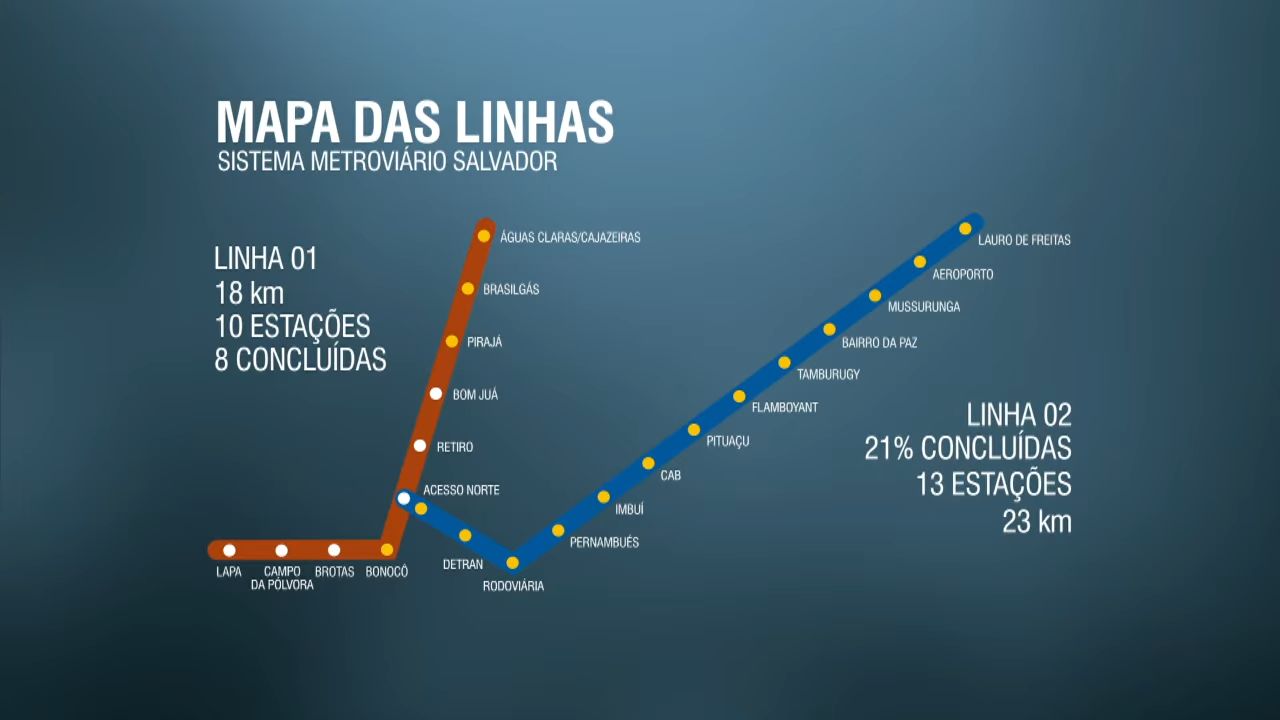 MAPA DAS LINHAS
SISTEMA METROVIÁRIO SALVADOR
LINHA 01
18 km
10 ESTAÇÕES
8 CONCLUÍDAS
ÁGUAS CLARAS/CAJAZEIRAS
BRASILGÁS
PIRAJÁ
BOM JUÁ
RETIRO
ACESSO NORTE
LAPA
CAMPO
DA PÓLVORA
BROTAS
BONOCÔ
DETRAN
RODOVIÁRIA
PERNAMBUÉS
IMBUÍ
CAB
PITUAÇU
FLAMBOYANT
TAMBURUGY
BAIRRO DA PAZ
MUSSURUNGA
AEROPORTO
LAURO DE FREITAS
LINHA 02
21% CONCLUÍDAS
13 ESTAÇÕES
23 km